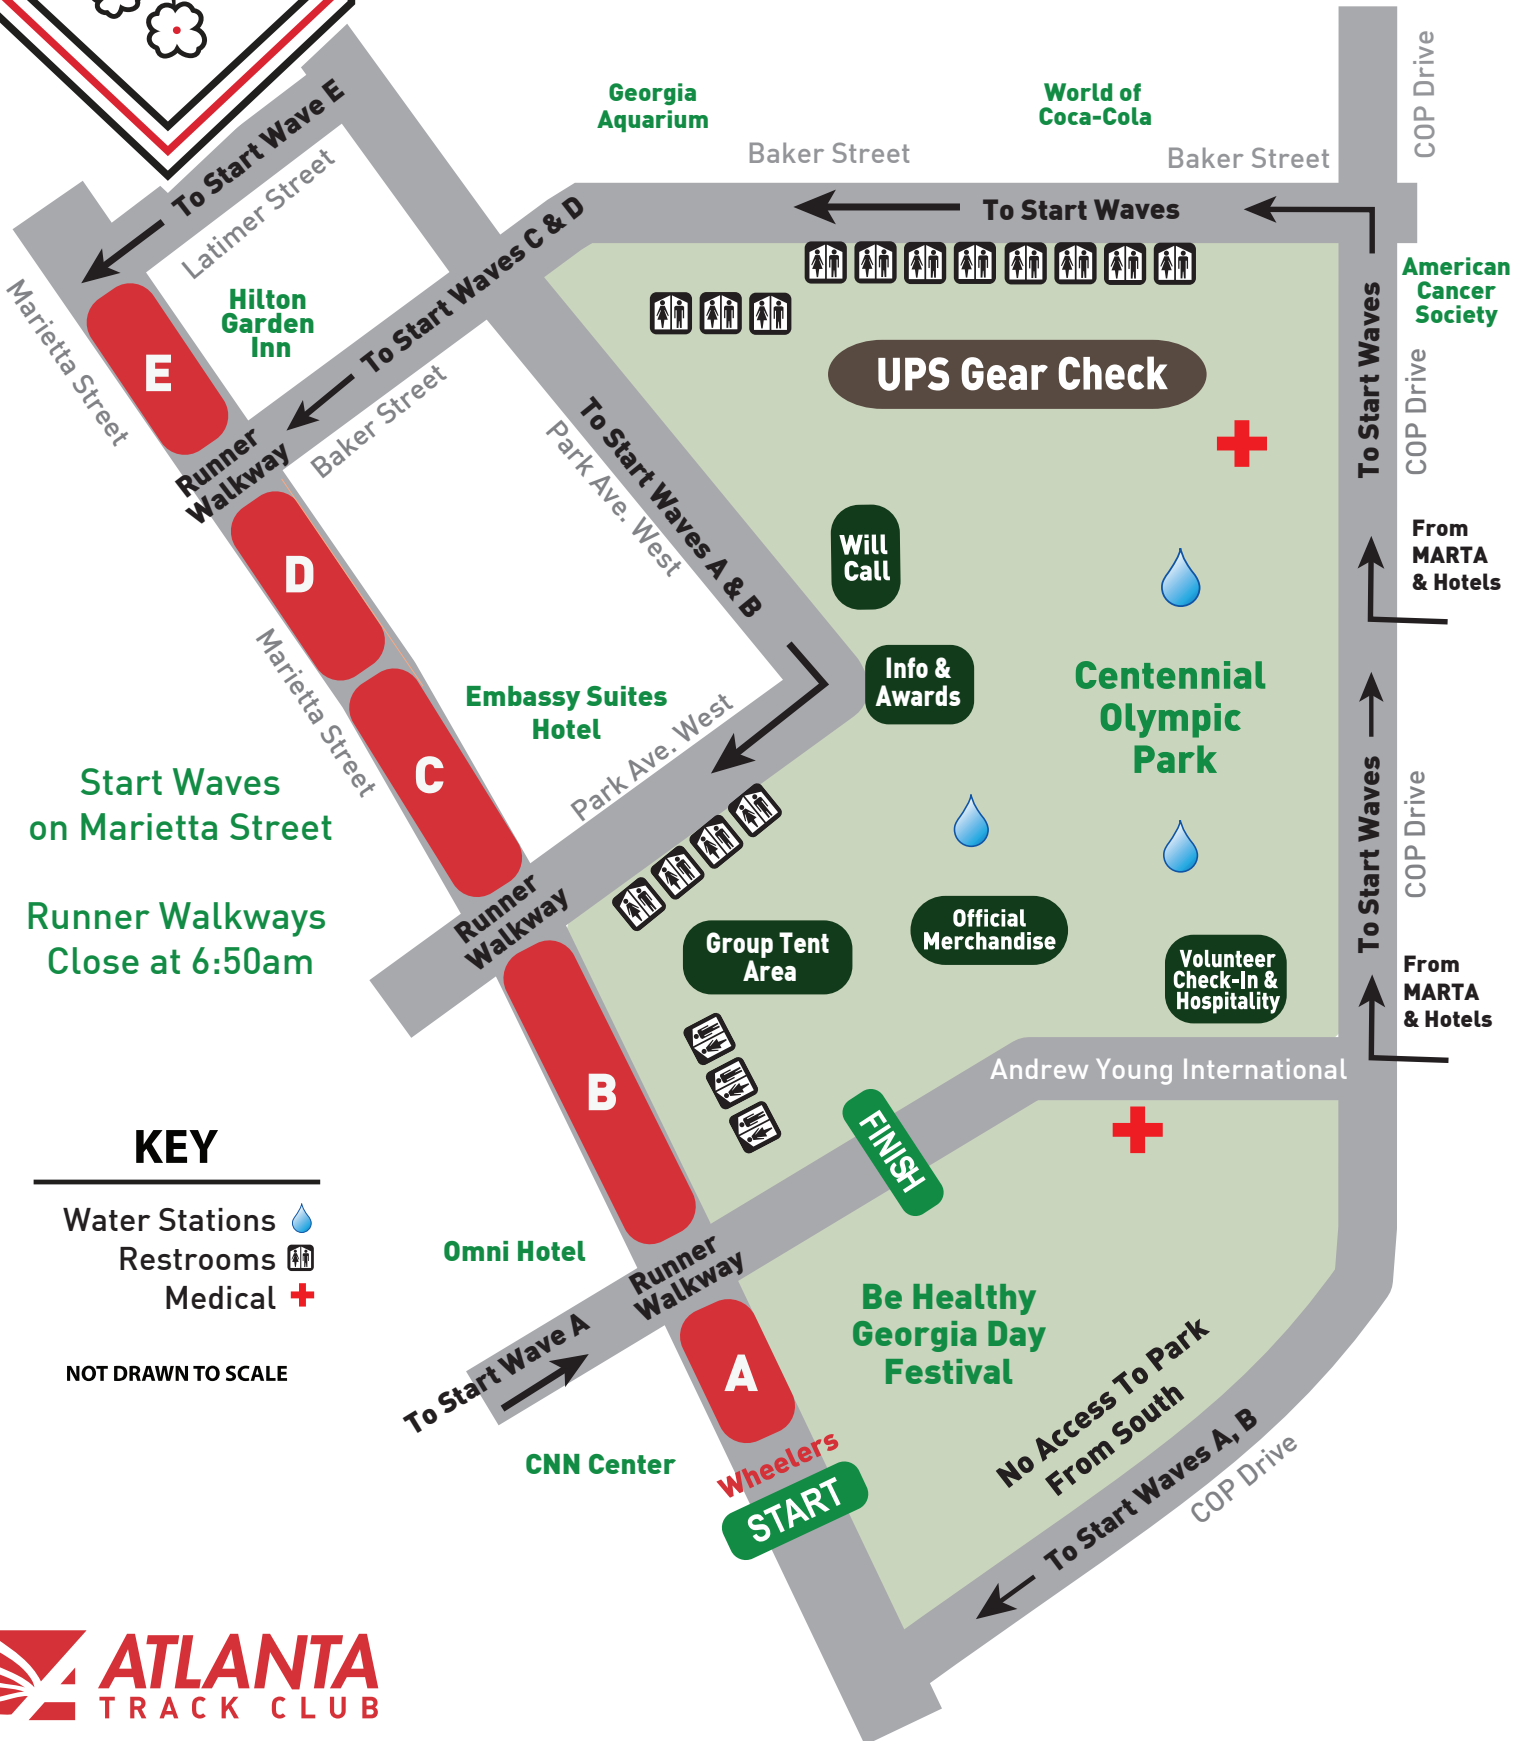 COP Drive
Georgia
Aquarium
World of
Coca-Cola
Baker Street
Baker Street
To Start Wave E
Latimer Street
To Start Waves C & D
To Start Waves
American
Cancer
Society
To Start Waves
COP Drive
Hilton
Garden
Inn
Marietta Street
E
UPS Gear Check
Baker Street
Runner
Walkway
To Start Waves A & B
Park Ave. West
From
MARTA
& Hotels
Will
Call
D
Marietta Street
Info &
Awards
Centennial
Olympic
Park
Embassy Suites
Hotel
Park Ave. West
C
Start Waves
on Marietta Street
Runner Walkways
Close at 6:50am
To Start Waves
COP Drive
Runner
Walkway
Group Tent
Area
Official
Merchandise
Volunteer
Check-In &
Hospitality
From
MARTA
& Hotels
Andrew Young International
B
FINISH
KEY
Water Stations
Restrooms
Medical
NOT DRAWN TO SCALE
Omni Hotel
Runner
Walkway
To Start Wave A
A
Be Healthy
Georgia Day
Festival
No Access To Park
From South
To Start Waves A, B
COP Drive
CNN Center
Wheelers
START
ATLANTA
TRACK CLUB